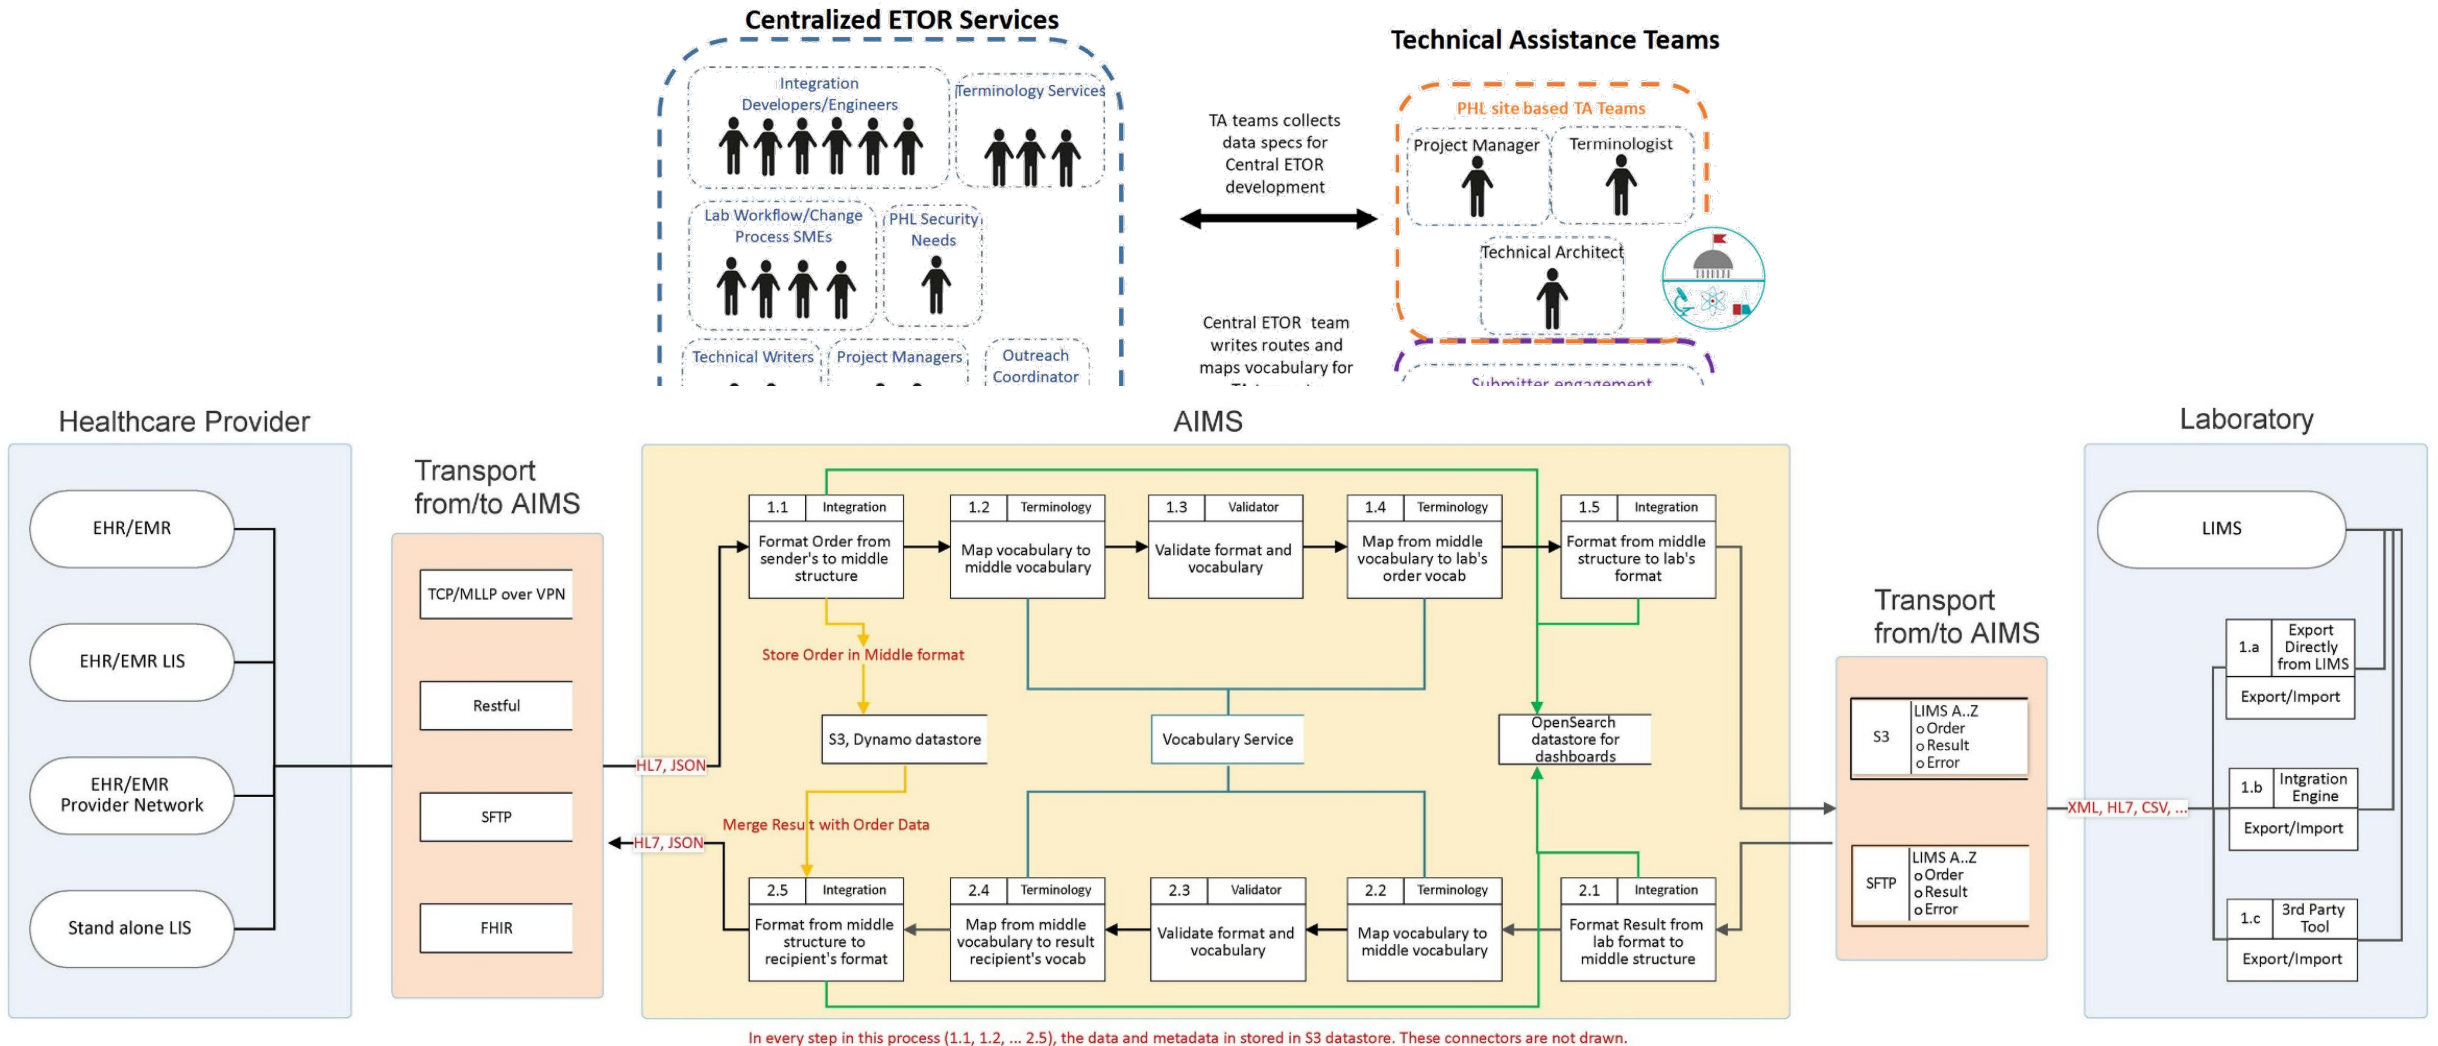 Centralized ETOR Services
Integration
Developers/Engineers
Terminology Services
Lab Workflow/Change
Process SMEs
PHL Security
Needs
Technical Writers
Project Managers
Outreach
Coordinator
TA teams collects
data specs for
Central ETOR
development
Central ETOR team
writes routes and
maps vocabulary for
Technical Assistance Teams
PHL site based TA Teams
Project Manager
Terminologist
Technical Architect
Submitter engagement
Healthcare Provider
EHR/EMR
EHR/EMR LIS
EHR/EMR
Provider Network
Stand alone LIS
Transport
from/to AIMS
TCP/MLLP over VPN
Restful
SFTP
FHIR
HL7, JSON
HL7, JSON
AIMS
1.1 Integration
Format Order from
sender's to middle
structure
1.2 Terminology
Map vocabulary to
middle vocabulary
1.3 Validator
Validate format and
vocabulary
1.4 Terminology
Map from middle
vocabulary to lab's
order vocab
1.5 Integration
Format from middle
structure to lab's
format
Store Order in Middle format
S3, Dynamo datastore
Vocabulary Service
OpenSearch
datastore for
dashboards
Merge Result with Order Data
2.5 Integration
Format from middle
structure to
recipient's format
2.4 Terminology
Map from middle
vocabulary to result
recipient's vocab
2.3 Validator
Validate format and
vocabulary
2.2 Terminology
Map vocabulary to
middle vocabulary
2.1 Integration
Format Result from
lab format to
middle structure
Transport
from/to AIMS
S3
LIMS A..Z
o Order
o Result
o Error
SFTP
LIMS A..Z
o Order
o Result
o Error
XML, HL7, CSV, ...
Laboratory
LIMS
1.a
Export
Directly
from LIMS
Export/Import
1.b
Intgration
Engine
Export/Import
1.c
3rd Party
Tool
Export/Import
In every step in this process (1.1, 1.2, ... 2.5), the data and metadata in stored in S3 datastore. These connectors are not drawn.